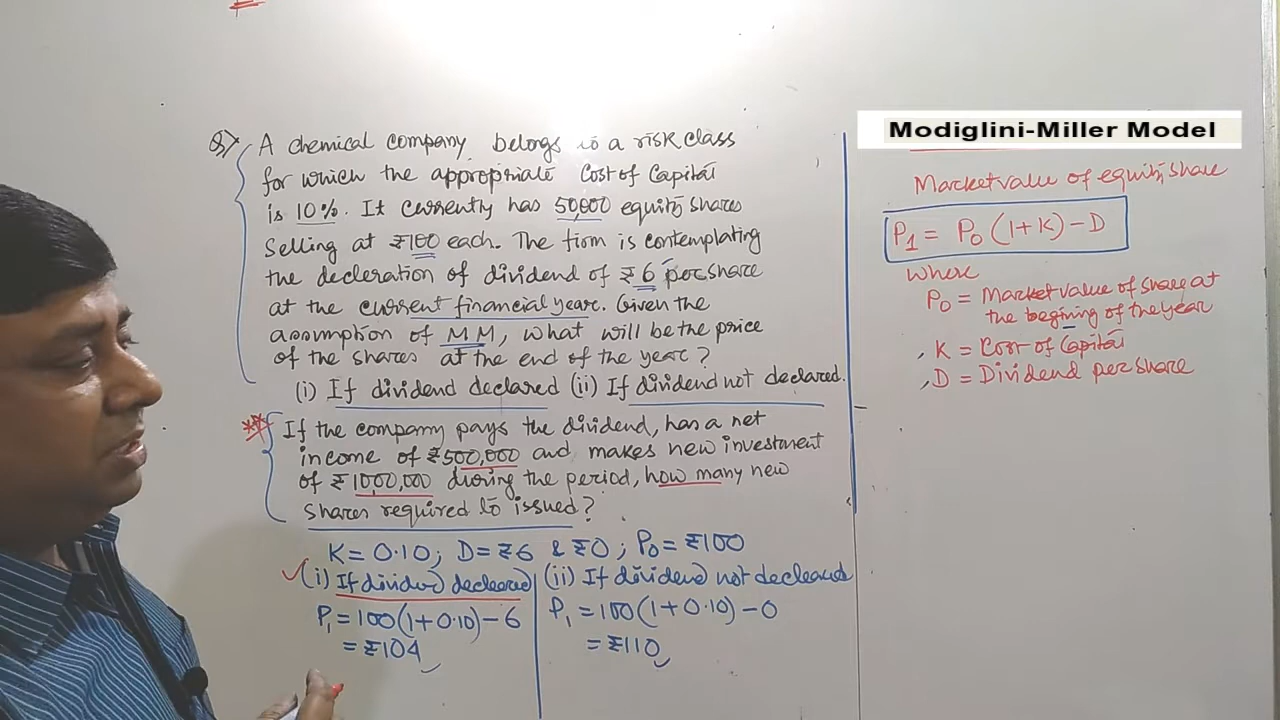 Modiglini-Miller Model
Q) A chemical company belongs to a risk class
for which the appropriate Cost of Capital
is 10%. It currently has 50,000 equity shares
selling at ₹100 each. The firm is contemplating
the decleration of dividend of ₹6 per share
at the current financial year. Given the
assumption of MM, what will be the price
of the shares at the end of the year?
(i) If dividend declared (ii) If dividend not declared.
** If the company pays the dividend, has a net
income of ₹500,000 and makes new investment
of ₹10,00,000 during the period, how many new
shares required to issued?
K = 0.10; D = ₹6 & ₹0; P0 = ₹100
(i) If dividend decleared
P1 = 100(1+0.10) - 6
= ₹104
(ii) If dividend not decleared
P1 = 100(1+0.10) - 0
= ₹110
Market value of equity share
P1 = P0 (1+K) - D
where
P0 = Market value of share at
the begining of the year
, K = Cost of Capital
, D = Dividend per share